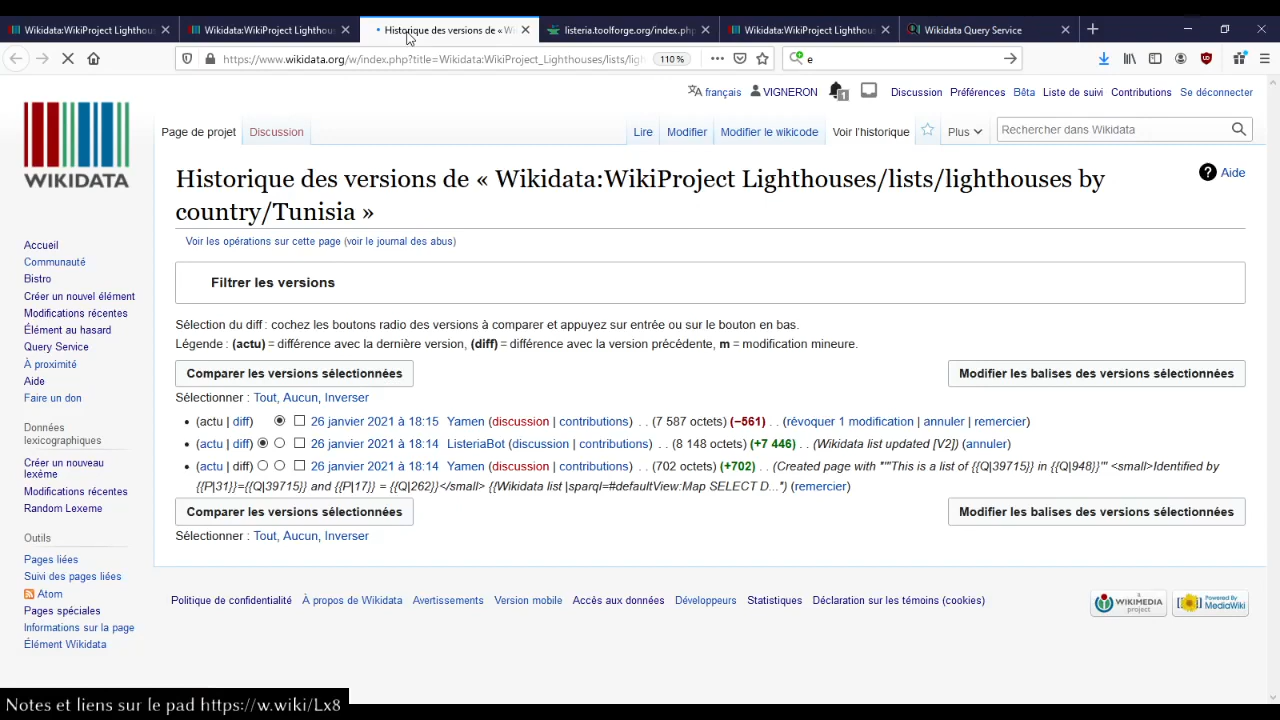 Wikidata:WikiProject Lighthous
Wikidata:WikiProject Lighthous
Historique des versions de « Wi
listeria.toolforge.org/index.php
Wikidata:WikiProject Lighthous
Wikidata Query Service
https://www.wikidata.org/w/index.php?title=Wikidata:WikiProject_Lighthouses/lists/ligh
110 %
e
français
VIGNERON
1
Discussion
Préférences
Bêta
Liste de suivi
Contributions
Se déconnecter
Page de projet
Discussion
Lire
Modifier
Modifier le wikicode
Voir l'historique
Plus
Rechercher dans Wikidata
WIKIDATA
Historique des versions de « Wikidata:WikiProject Lighthouses/lists/lighthouses by
country/Tunisia »
Aide
Voir les opérations sur cette page (voir le journal des abus)
Accueil
Communauté
Bistro
Créer un nouvel élément
Modifications récentes
Élément au hasard
Query Service
À proximité
Aide
Faire un don
Données
lexicographiques
Créer un nouveau
lexème
Modifications récentes
Random Lexeme
Outils
Pages liées
Suivi des pages liées
Atom
Pages spéciales
Informations sur la page
Élément Wikidata
Filtrer les versions
Sélection du diff : cochez les boutons radio des versions à comparer et appuyez sur entrée ou sur le bouton en bas.
Légende : (actu) = différence avec la dernière version, (diff) = différence avec la version précédente, m = modification mineure.
Comparer les versions sélectionnées
Modifier les balises des versions sélectionnées
Sélectionner : Tout, Aucun, Inverser
(actu | diff) 26 janvier 2021 à 18:15 Yamen (discussion | contributions) . . (7 587 octets) (−561) . . (révoquer 1 modification | annuler | remercier)
(actu | diff) 26 janvier 2021 à 18:14 ListeriaBot (discussion | contributions) . . (8 148 octets) (+7 446) . . (Wikidata list updated [V2]) (annuler)
(actu | diff) 26 janvier 2021 à 18:14 Yamen (discussion | contributions) . . (702 octets) (+702) . . (Created page with "'''This is a list of {{Q|39715}} in {{Q|948}}''' <small>Identified by
{{P|31}}={{Q|39715}} and {{P|17}} = {{Q|262}}</small> {{Wikidata list |sparql=#defaultView:Map SELECT D...") (remercier)
Comparer les versions sélectionnées
Modifier les balises des versions sélectionnées
Sélectionner : Tout, Aucun, Inverser
Politique de confidentialité
À propos de Wikidata
Avertissements
Version mobile
Accès aux données
Développeurs
Statistiques
Déclaration sur les témoins (cookies)
A
WIKIMEDIA
project
Powered By
MediaWiki
Notes et liens sur le pad https://w.wiki/Lx8